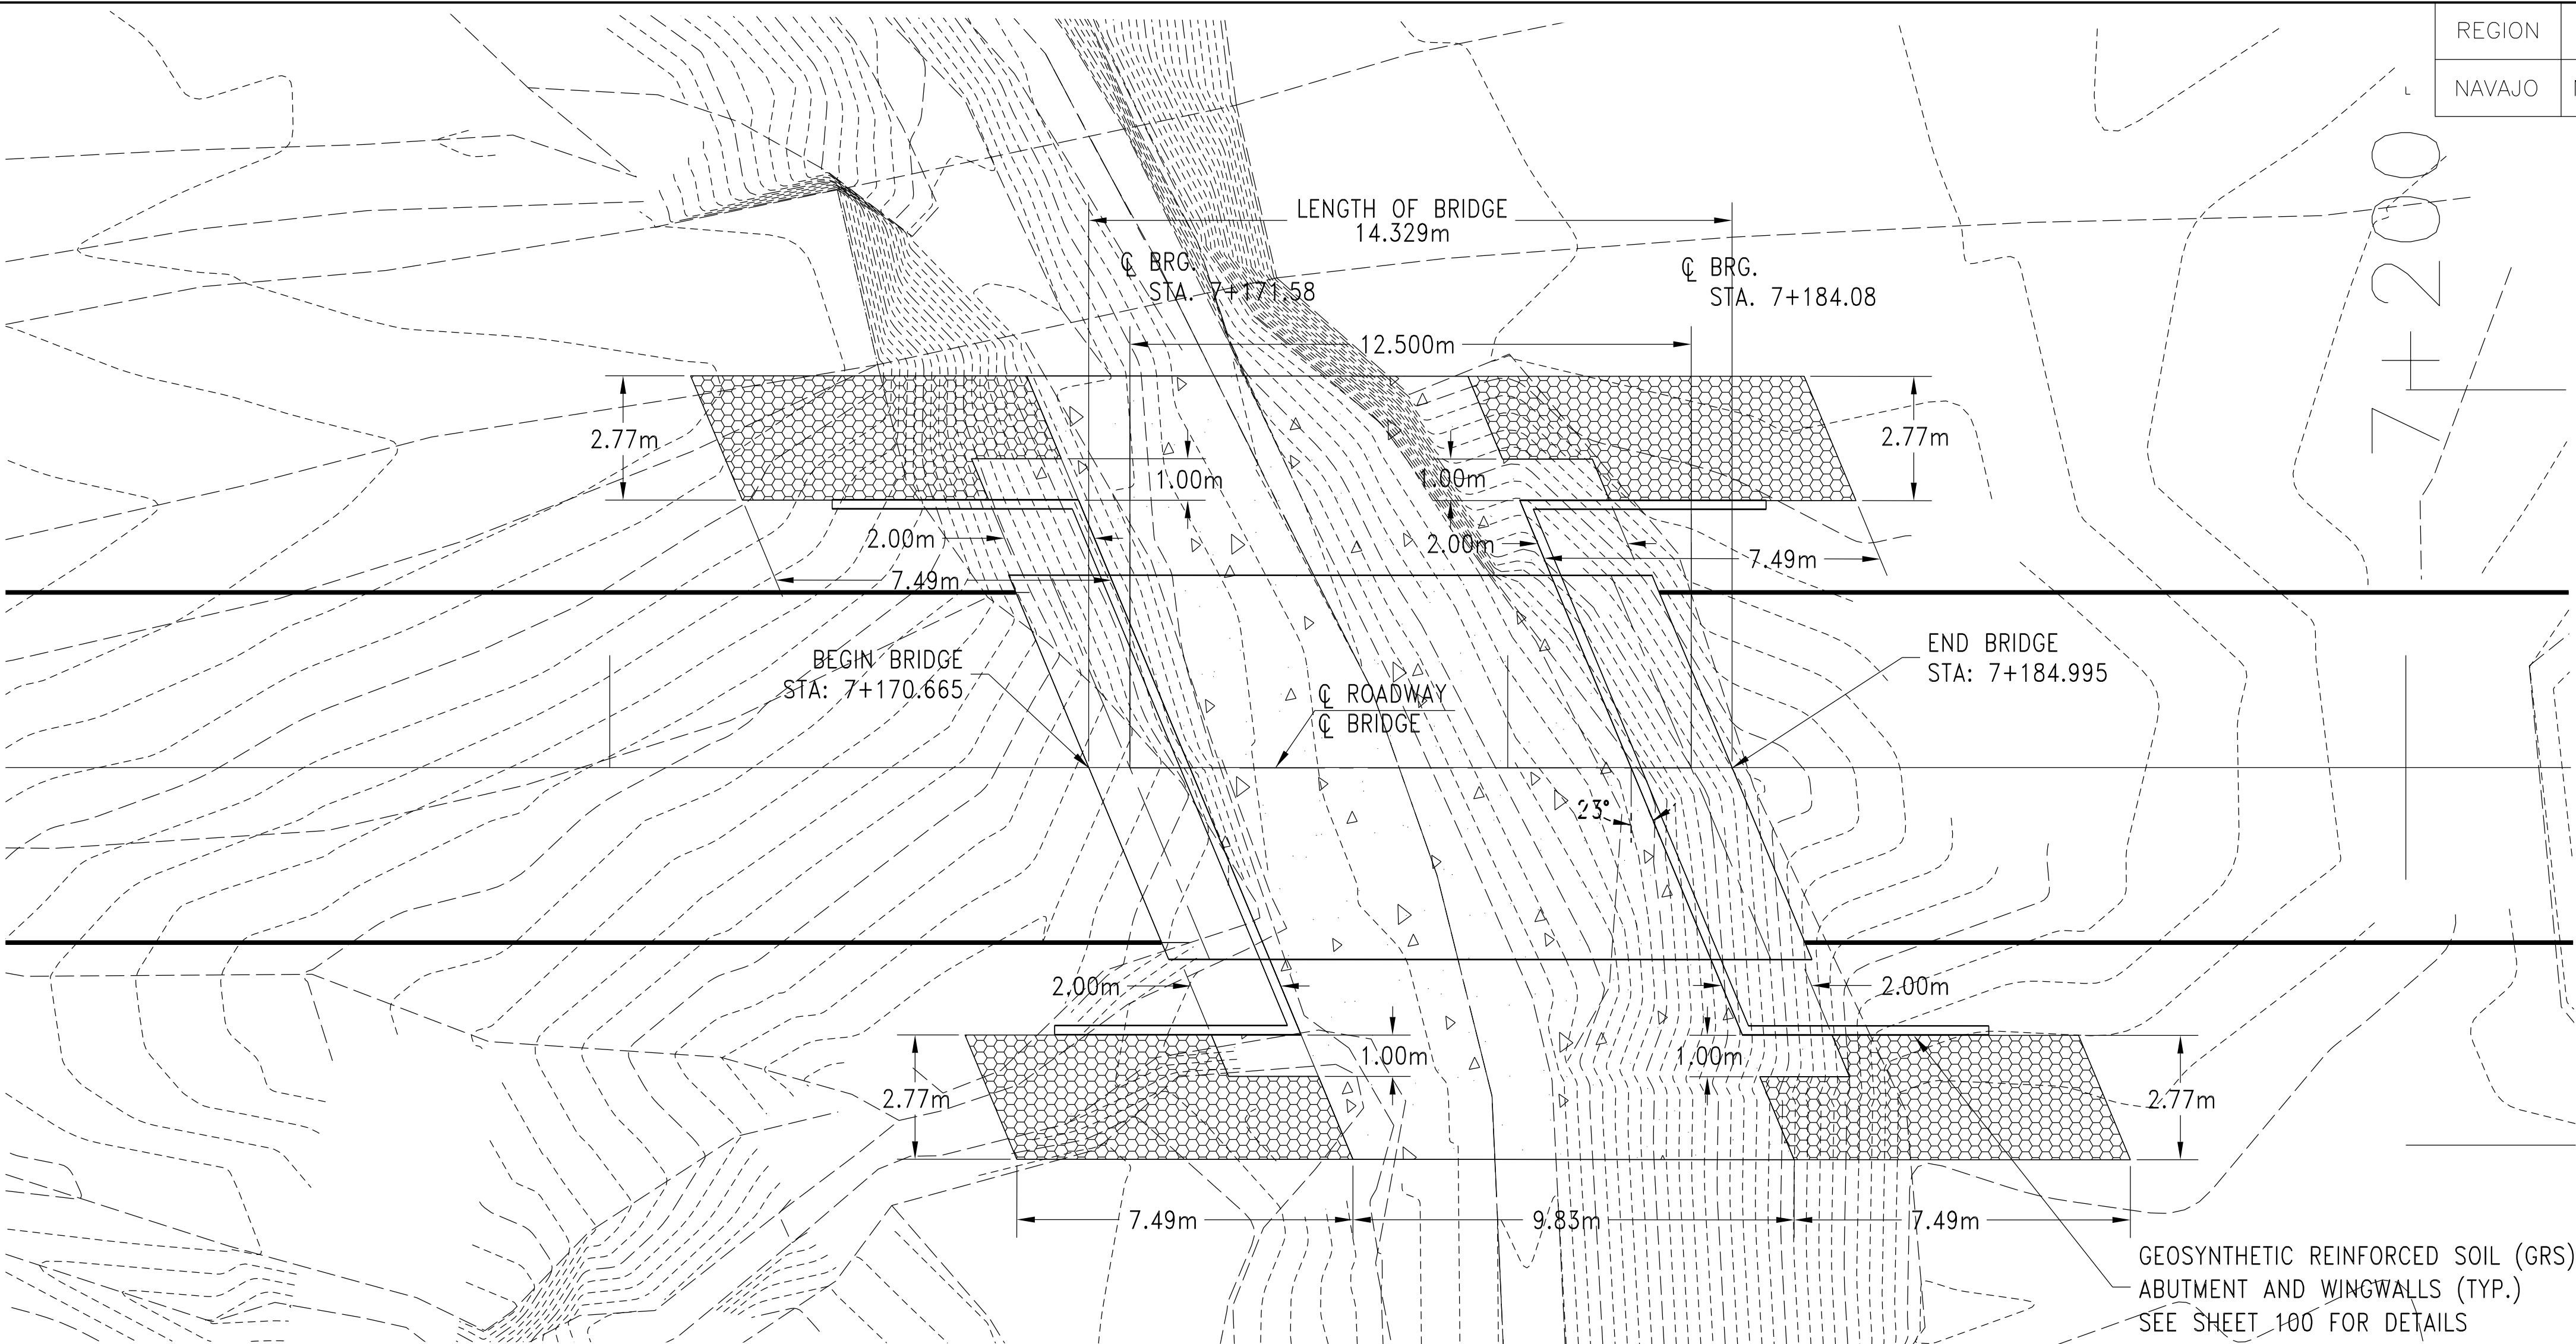 REGION
NAVAJO
7+200
LENGTH OF BRIDGE
14.329m
℄ BRG.
STA. 7+171.58
℄ BRG.
STA. 7+184.08
12.500m
2.77m
2.77m
1.00m
1.00m
2.00m
2.00m
7.49m
7.49m
BEGIN BRIDGE
STA: 7+170.665
END BRIDGE
STA: 7+184.995
℄ ROADWAY
℄ BRIDGE
23°
2.00m
2.00m
1.00m
1.00m
2.77m
2.77m
7.49m
9.83m
7.49m
GEOSYNTHETIC REINFORCED SOIL (GRS)
ABUTMENT AND WINGWALLS (TYP.)
SEE SHEET 100 FOR DETAILS